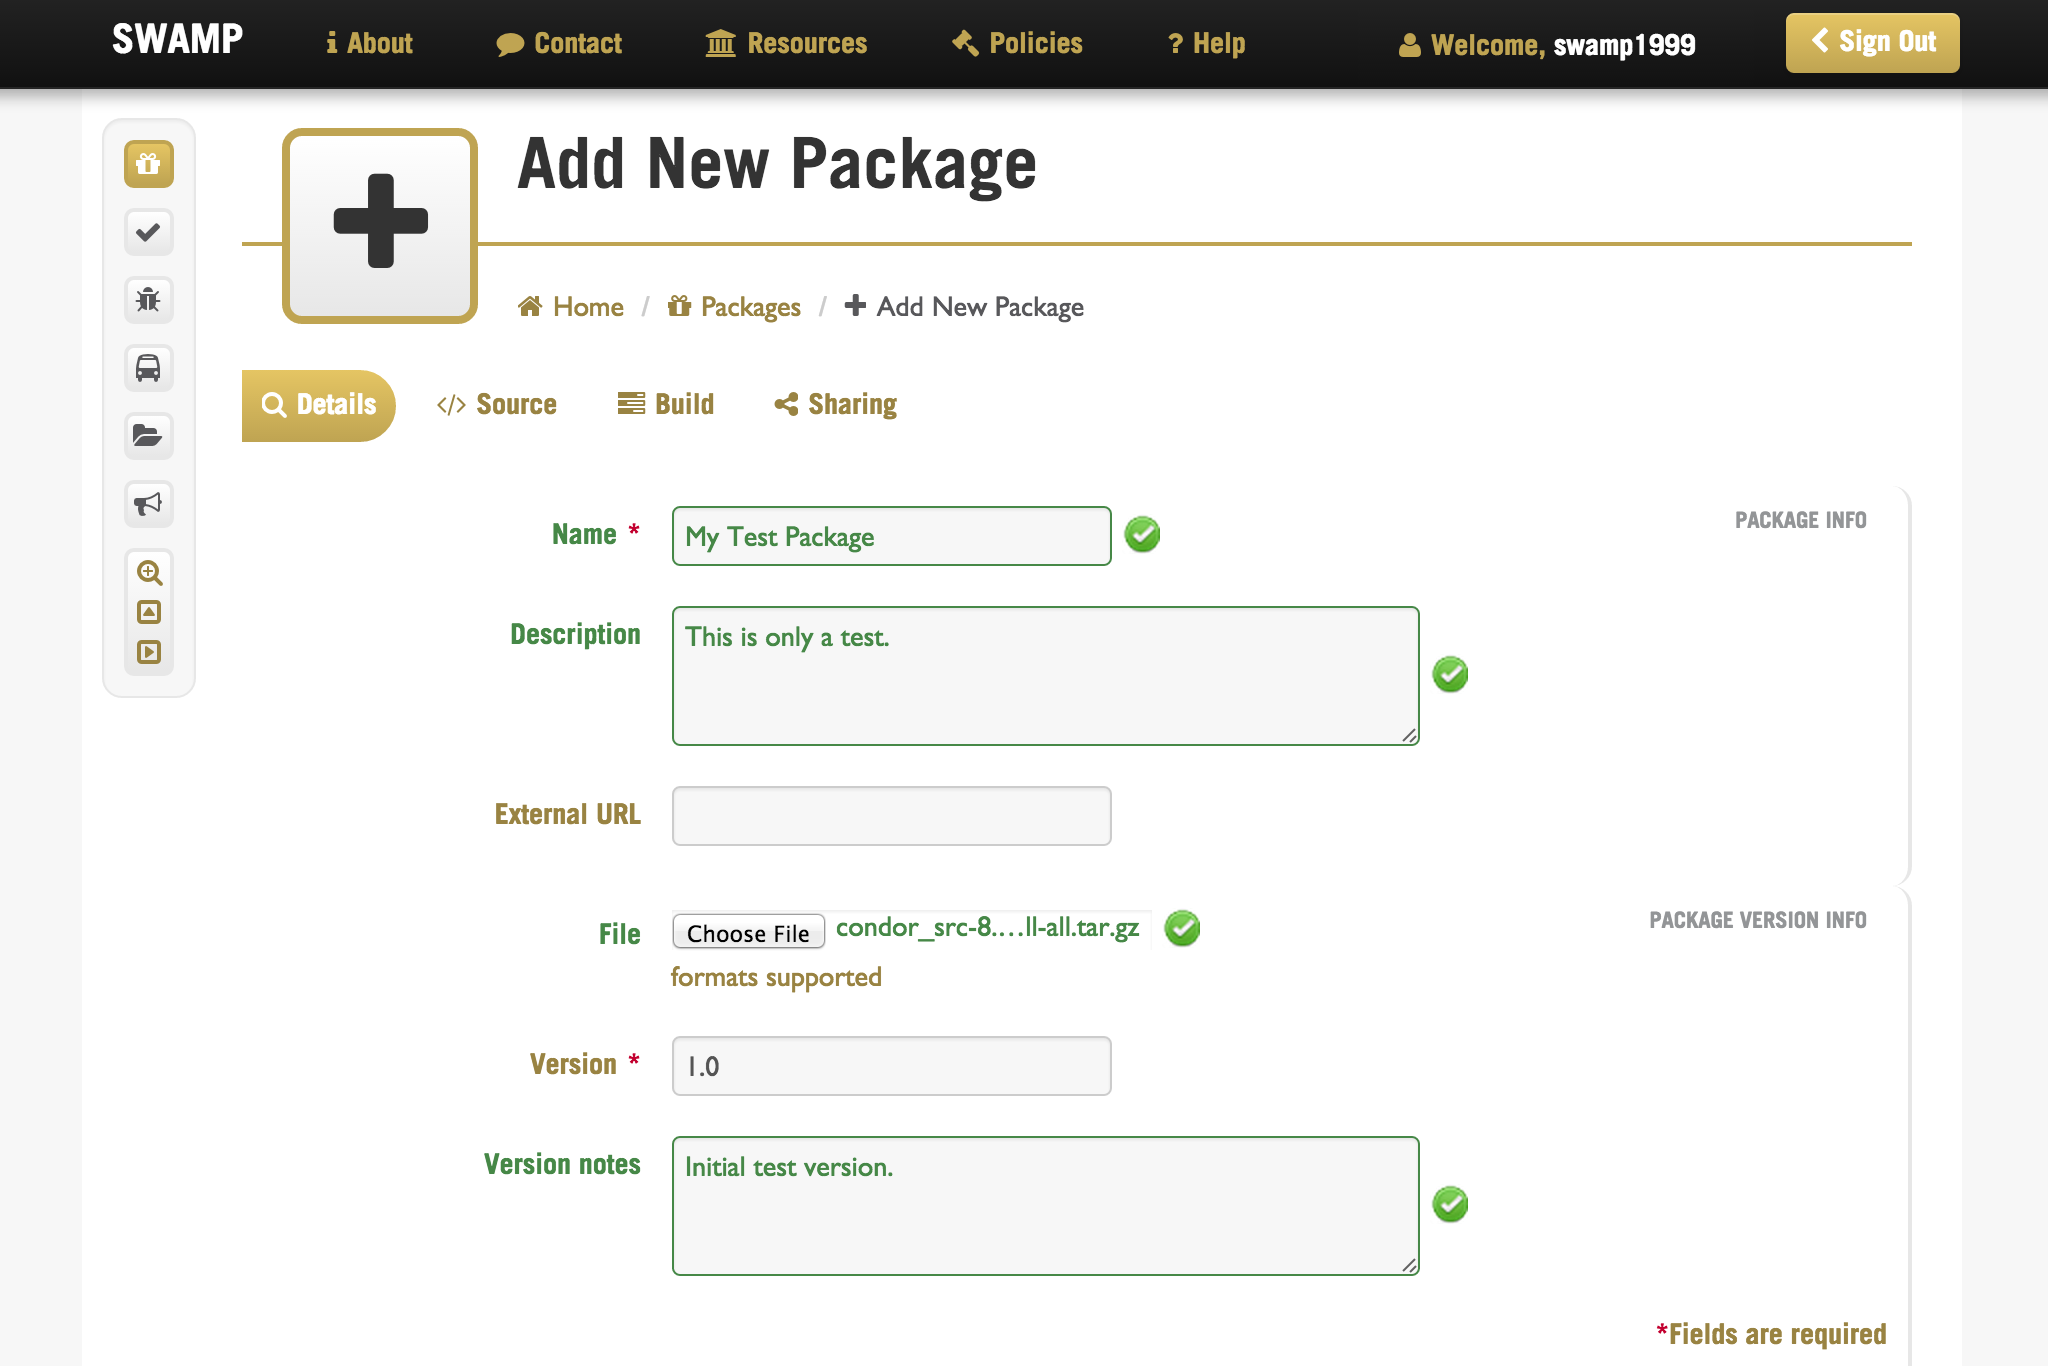 SWAMP
About
Contact
Resources
Policies
? Help
Welcome, swamp1999
Sign Out
Add New Package
Home / Packages / Add New Package
Details
</> Source
Build
Sharing
PACKAGE INFO
Name *
My Test Package
Description
This is only a test.
External URL
PACKAGE VERSION INFO
File
Choose File
condor_src-8....ll-all.tar.gz
formats supported
Version *
1.0
Version notes
Initial test version.
*Fields are required